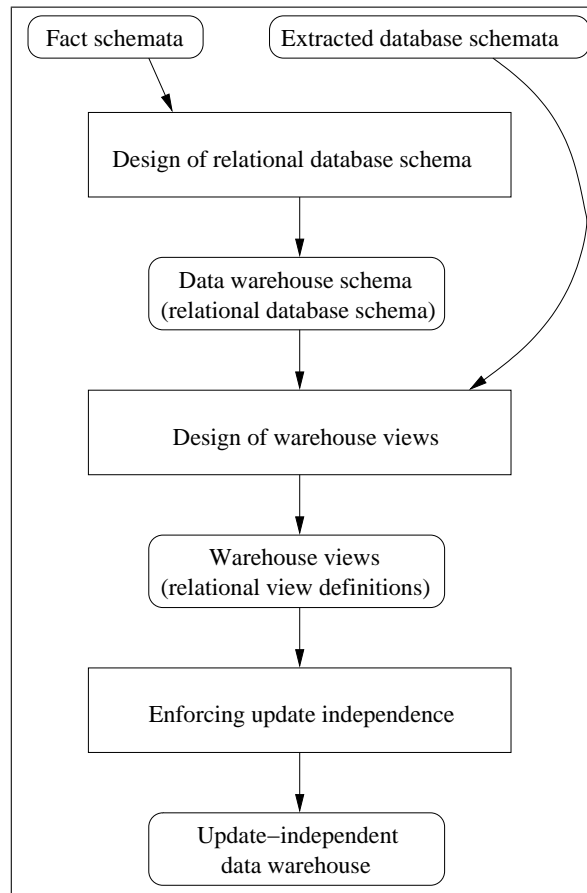 Fact schemata
Extracted database schemata
Design of relational database schema
Data warehouse schema
(relational database schema)
Design of warehouse views
Warehouse views
(relational view definitions)
Enforcing update independence
Update−independent
data warehouse